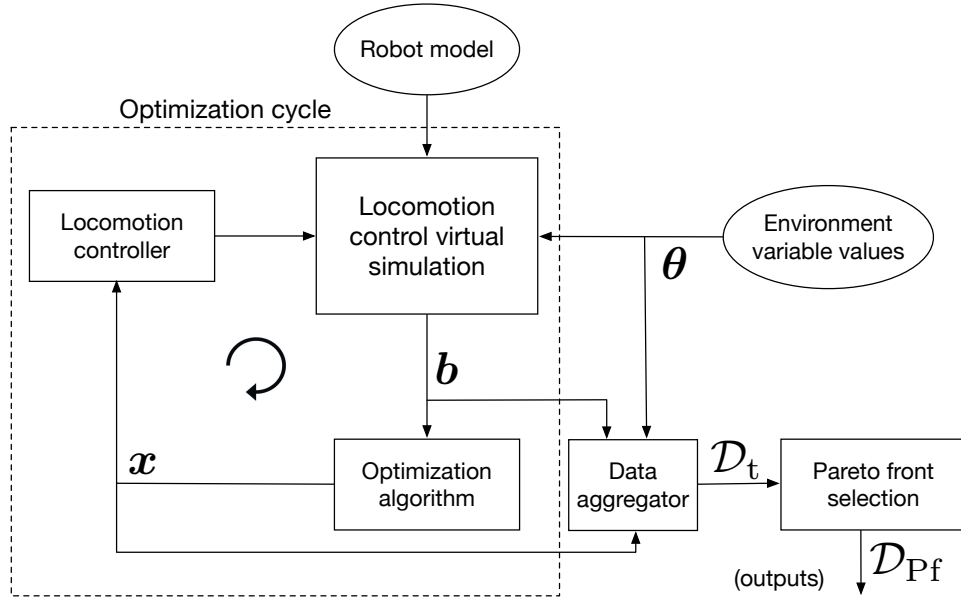 Robot model
Optimization cycle
Locomotion
controller
Locomotion
control virtual
simulation
Environment
variable values
θ
b
x
Optimization
algorithm
Data
aggregator
𝒟ₜ
Pareto front
selection
(outputs)
𝒟_Pf